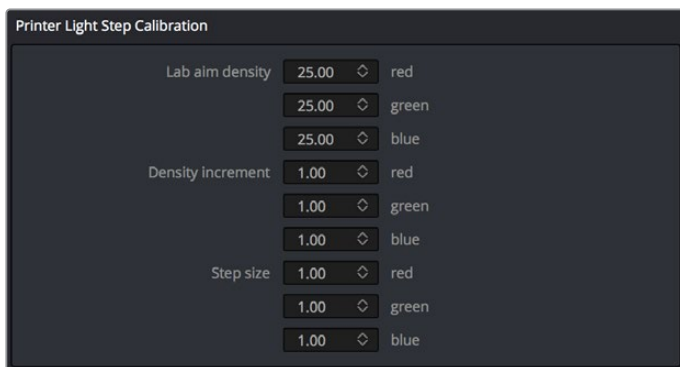 Printer Light Step Calibration
Lab aim density 25.00 red
25.00 green
25.00 blue
Density increment 1.00 red
1.00 green
1.00 blue
Step size 1.00 red
1.00 green
1.00 blue